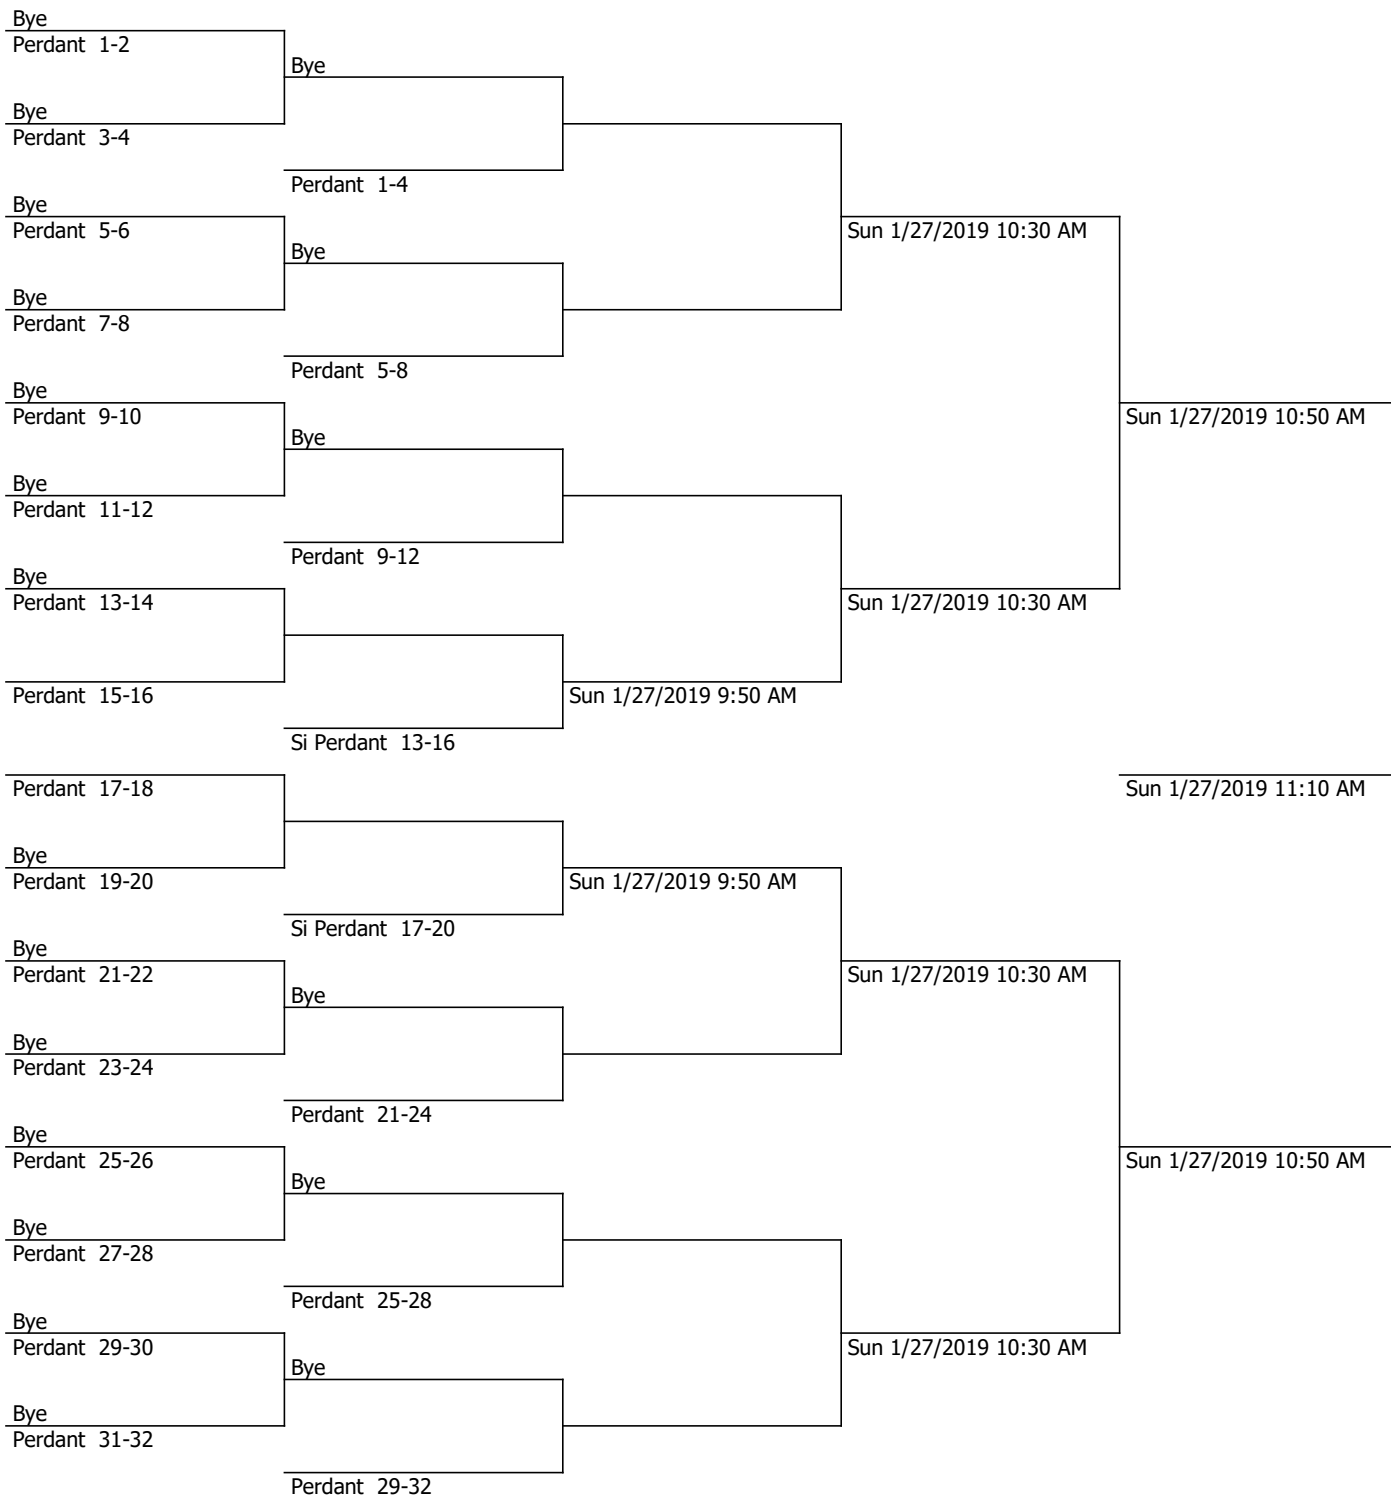 Bye
Perdant 1-2
Bye
Bye
Perdant 3-4
Perdant 1-4
Bye
Perdant 5-6
Sun 1/27/2019 10:30 AM
Bye
Bye
Perdant 7-8
Perdant 5-8
Bye
Perdant 9-10
Sun 1/27/2019 10:50 AM
Bye
Bye
Perdant 11-12
Perdant 9-12
Bye
Perdant 13-14
Sun 1/27/2019 10:30 AM
Perdant 15-16
Sun 1/27/2019 9:50 AM
Si Perdant 13-16
Perdant 17-18
Sun 1/27/2019 11:10 AM
Bye
Perdant 19-20
Sun 1/27/2019 9:50 AM
Si Perdant 17-20
Bye
Perdant 21-22
Sun 1/27/2019 10:30 AM
Bye
Bye
Perdant 23-24
Perdant 21-24
Bye
Perdant 25-26
Sun 1/27/2019 10:50 AM
Bye
Bye
Perdant 27-28
Perdant 25-28
Bye
Perdant 29-30
Sun 1/27/2019 10:30 AM
Bye
Bye
Perdant 31-32
Perdant 29-32